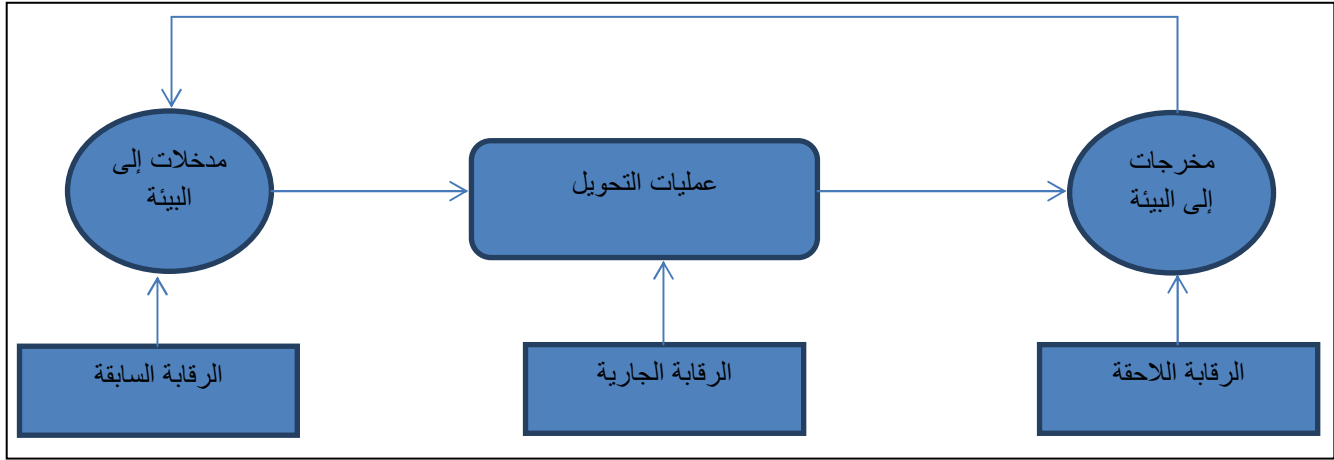 مدخلات إلى
البيئة
عمليات التحويل
مخرجات
إلى البيئة
الرقابة السابقة
الرقابة الجارية
الرقابة اللاحقة